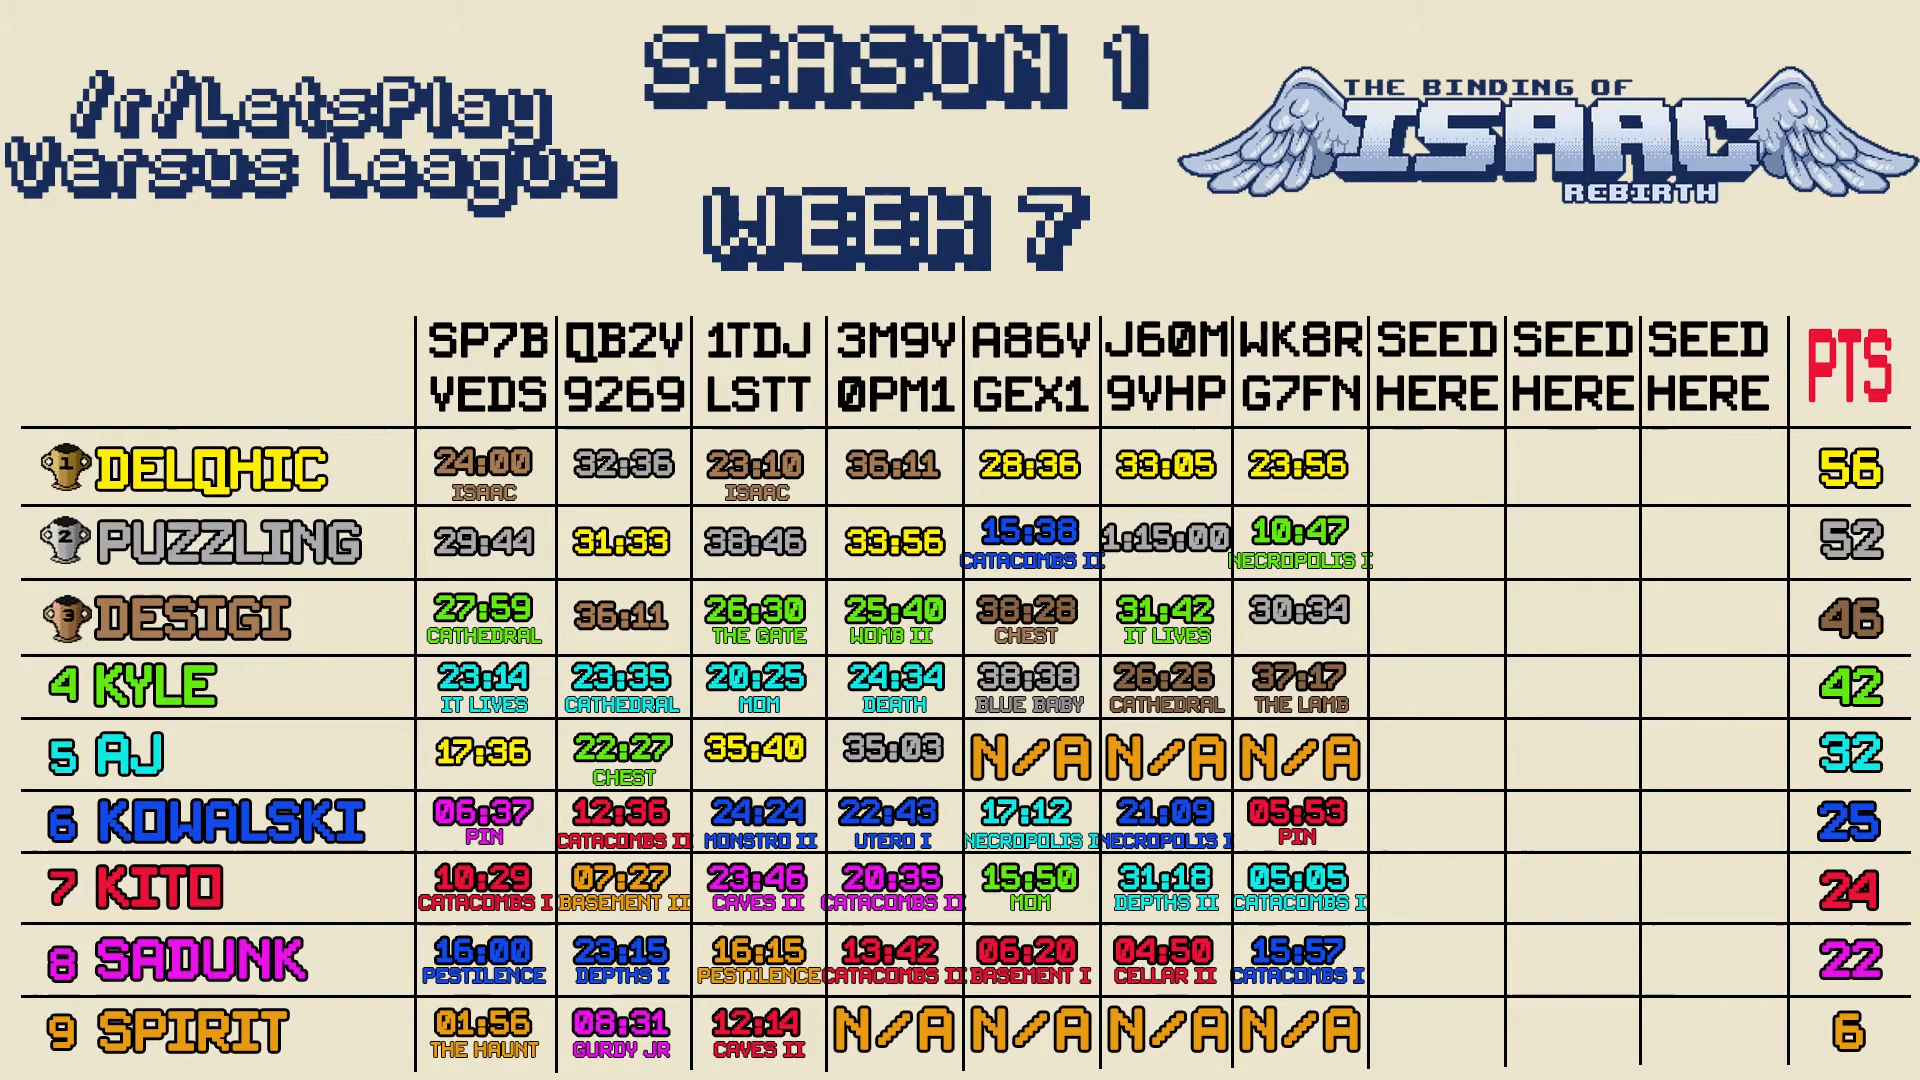 /r/LetsPlay
Versus League
SEASON 1
WEEK 7
THE BINDING OF
ISAAC
REBIRTH
SP7B QB2V 1TDJ 3M9Y A86V J60M WK8R SEED SEED SEED PTS
VEDS 9269 LSTT 0PM1 GEX1 9VHP G7FN HERE HERE HERE
1 DELQHIC 24:00 32:36 23:10 36:11 28:36 33:05 23:56 56
ISAAC ISAAC
2 PUZZLING 29:44 31:33 38:46 33:56 15:38 1:15:00 10:47 52
CATACOMBS II NECROPOLIS I
3 DESIGI 27:59 36:11 26:30 25:40 38:28 31:42 30:34 46
CATHEDRAL THE GATE WOMB II CHEST IT LIVES
4 KYLE 23:14 23:35 20:25 24:34 38:38 26:26 37:17 42
IT LIVES CATHEDRAL MOM DEATH BLUE BABY CATHEDRAL THE LAMB
5 AJ 17:36 22:27 35:40 35:03 N/A N/A N/A 32
CHEST
6 KOWALSKI 06:37 12:36 24:24 22:43 17:12 21:09 05:53 25
PIN CATACOMBS II MONSTRO II UTERO I NECROPOLIS I NECROPOLIS I PIN
7 KITO 10:29 07:27 23:46 20:35 15:50 31:18 05:05 24
CATACOMBS I BASEMENT II CAVES II CATACOMBS II MOM DEPTHS II CATACOMBS I
8 SADUNK 16:00 23:15 16:15 13:42 06:20 04:50 15:57 22
PESTILENCE DEPTHS I PESTILENCE CATACOMBS II BASEMENT I CELLAR II CATACOMBS I
9 SPIRIT 01:56 08:31 12:14 N/A N/A N/A N/A 6
THE HAUNT GURDY JR CAVES II